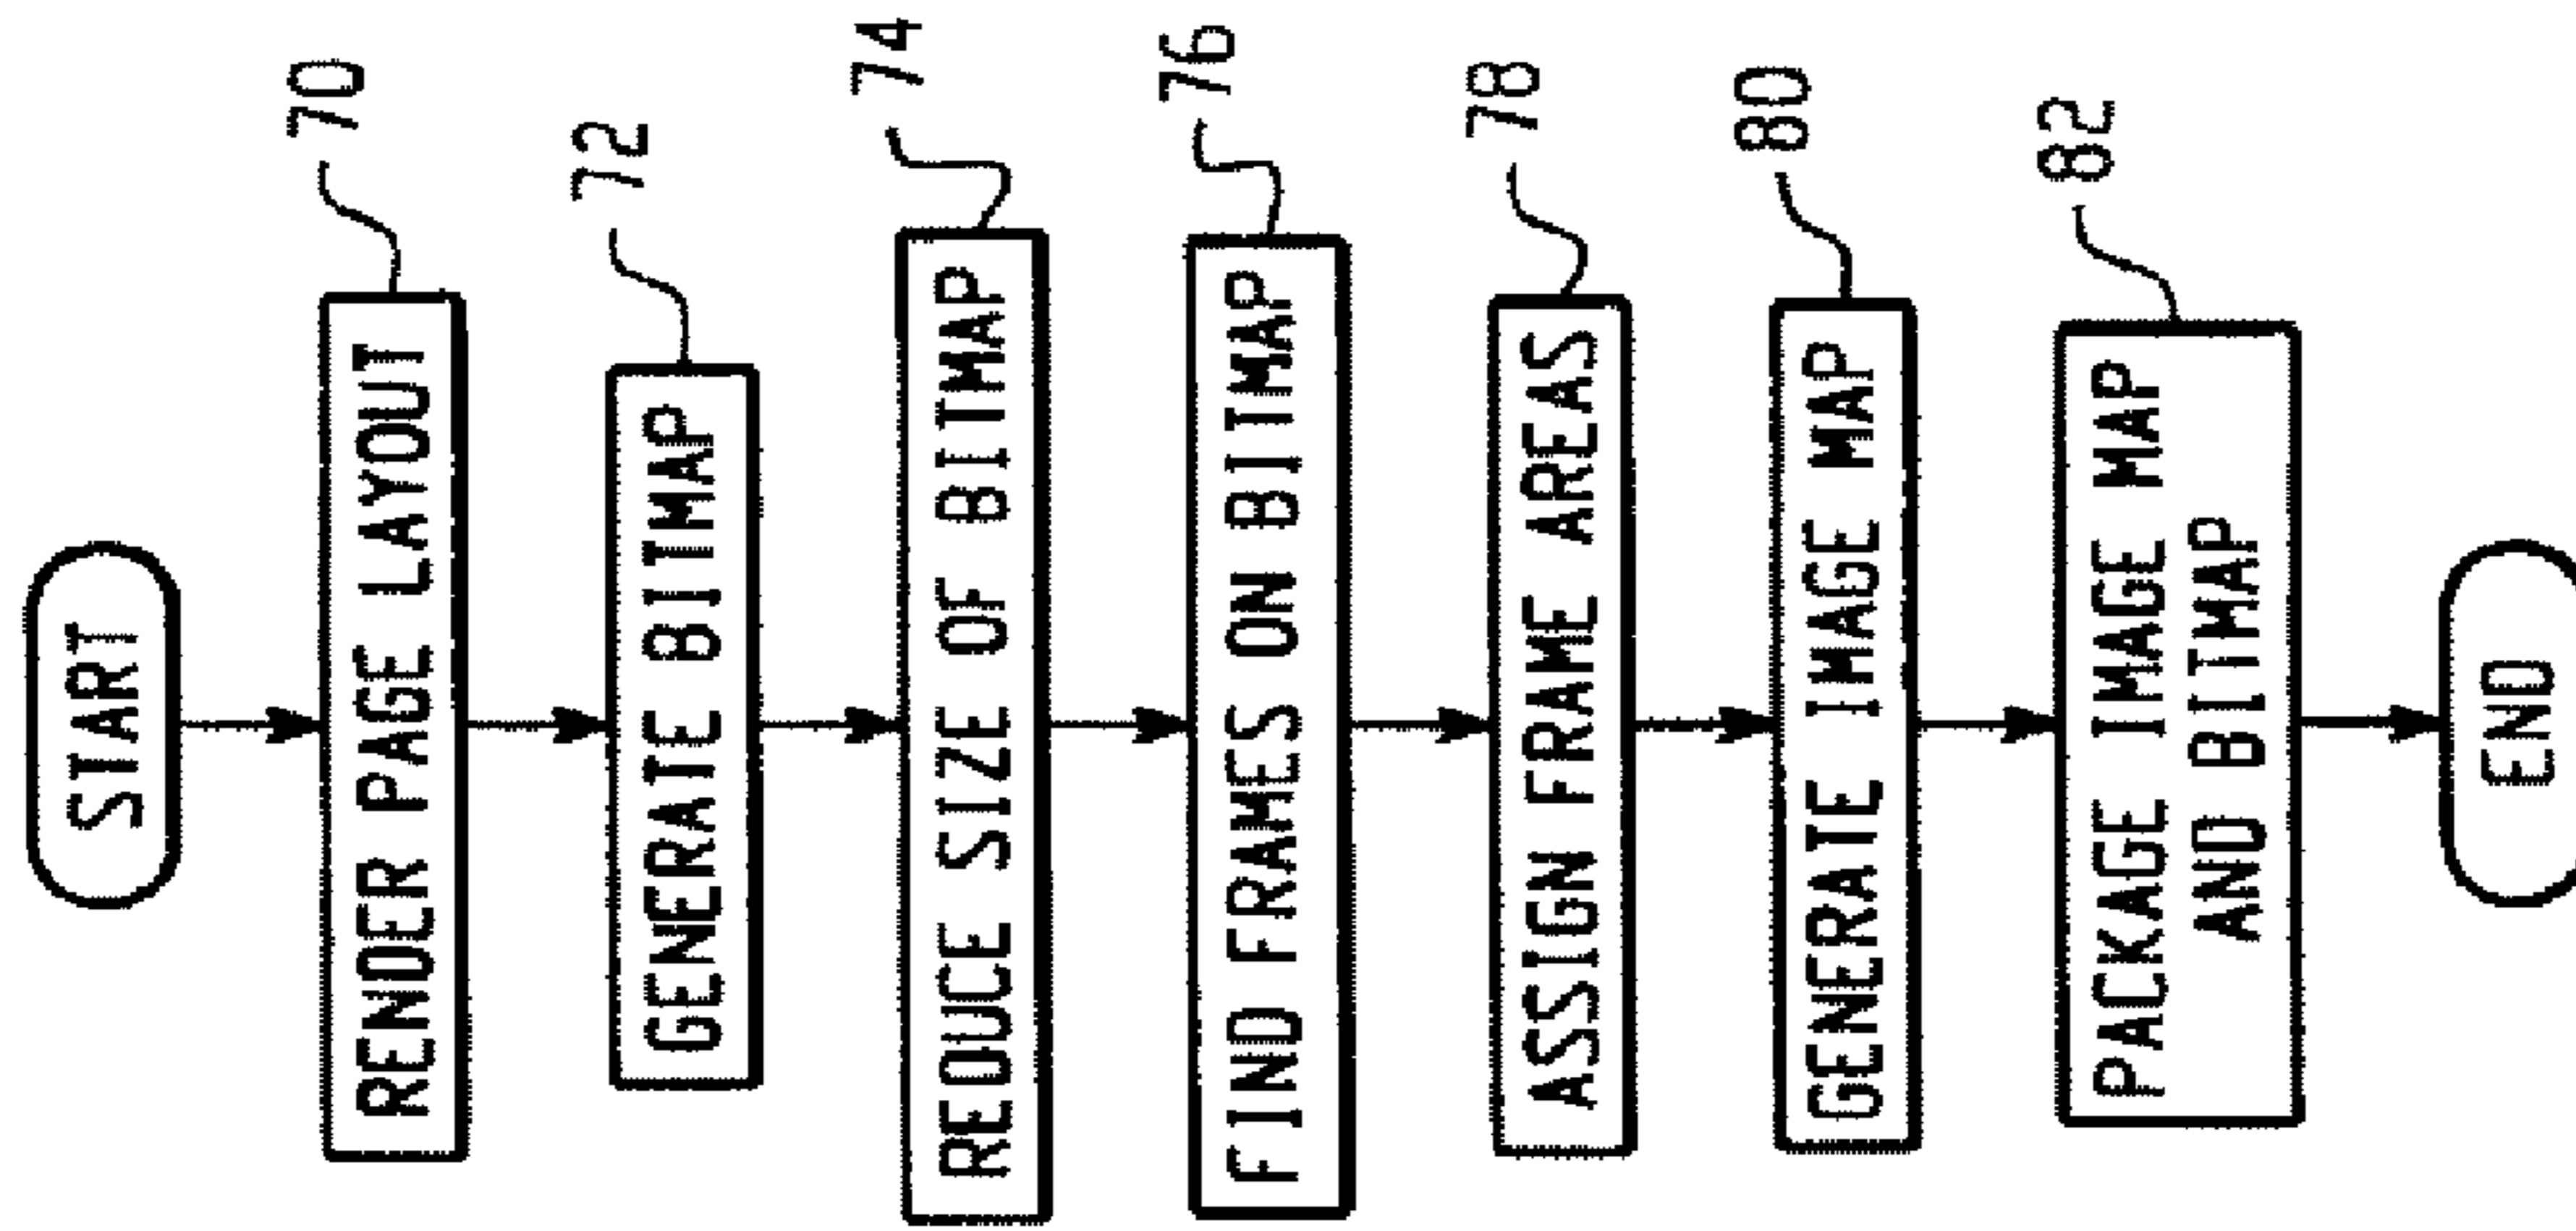 START
RENDER PAGE LAYOUT
70
GENERATE BITMAP
72
REDUCE SIZE OF BITMAP
74
FIND FRAMES ON BITMAP
76
ASSIGN FRAME AREAS
78
GENERATE IMAGE MAP
80
PACKAGE IMAGE MAP
AND BITMAP
82
END